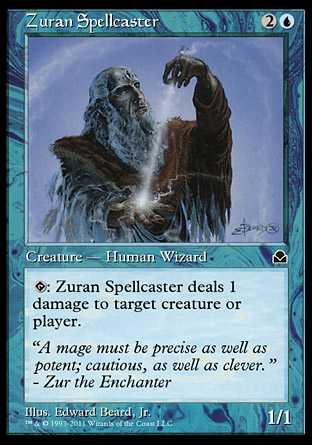 Zuran Spellcaster 2
Creature — Human Wizard
: Zuran Spellcaster deals 1
damage to target creature or
player.
“A mage must be precise as well as
potent; cautious, as well as clever.”
- Zur the Enchanter
Illus. Edward Beard, Jr.
™ & © 1993-2011 Wizards of the Coast LLC
1/1